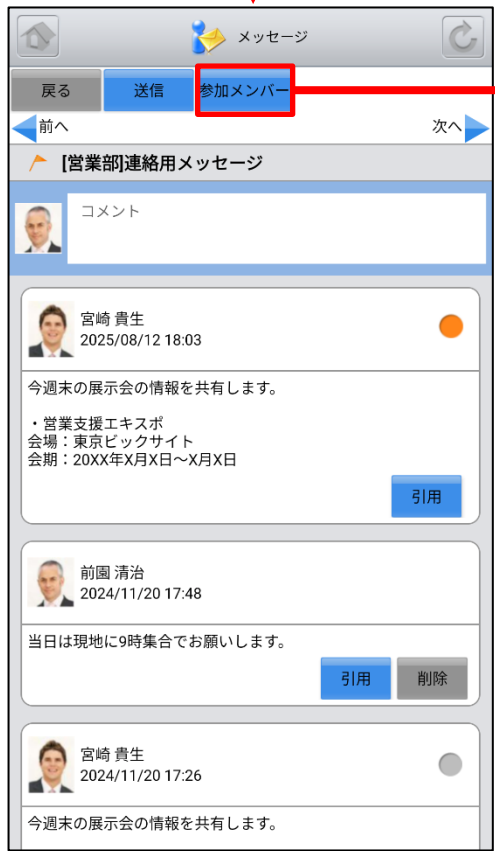 メッセージ
戻る 送信 参加メンバー
前へ 次へ
[営業部]連絡用メッセージ
コメント
宮崎 貴生
2025/08/12 18:03
今週末の展示会の情報を共有します。
・営業支援エキスポ
会場：東京ビックサイト
会期：20XX年X月X日～X月X日
引用
前園 清治
2024/11/20 17:48
当日は現地に9時集合でお願いします。
引用 削除
宮崎 貴生
2024/11/20 17:26
今週末の展示会の情報を共有します。